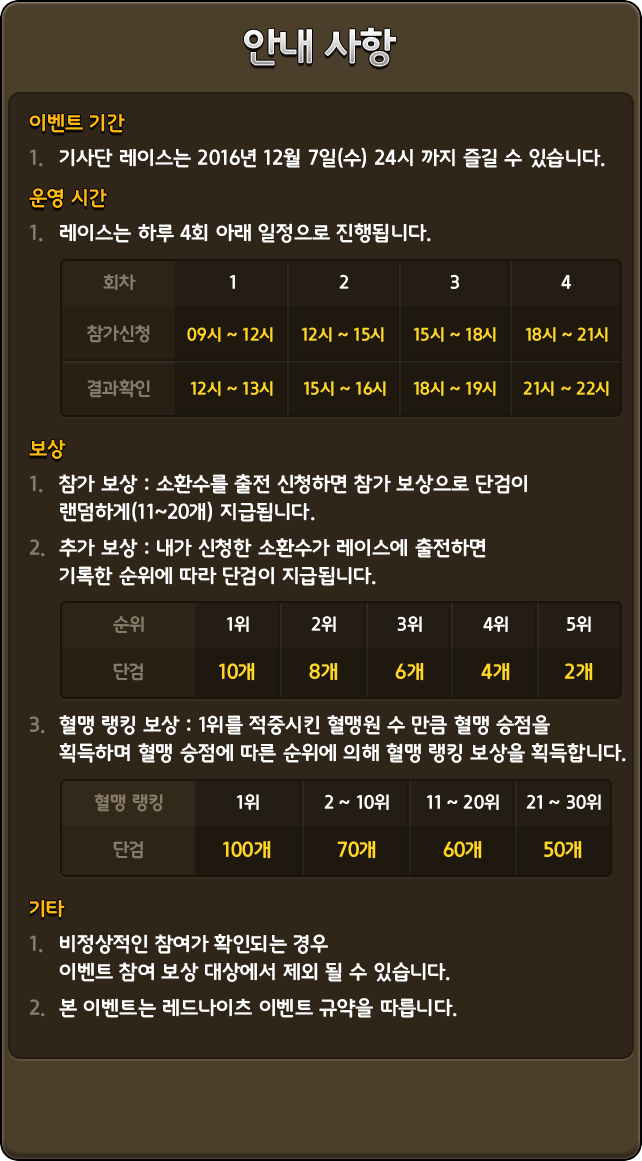 안내 사항
이벤트 기간
1. 기사단 레이스는 2016년 12월 7일(수) 24시 까지 즐길 수 있습니다.
운영 시간
1. 레이스는 하루 4회 아래 일정으로 진행됩니다.
회차 1 2 3 4
참가신청 09시 ~ 12시 12시 ~ 15시 15시 ~ 18시 18시 ~ 21시
결과확인 12시 ~ 13시 15시 ~ 16시 18시 ~ 19시 21시 ~ 22시
보상
1. 참가 보상 : 소환수를 출전 신청하면 참가 보상으로 단검이
랜덤하게(11~20개) 지급됩니다.
2. 추가 보상 : 내가 신청한 소환수가 레이스에 출전하면
기록한 순위에 따라 단검이 지급됩니다.
순위 1위 2위 3위 4위 5위
단검 10개 8개 6개 4개 2개
3. 혈맹 랭킹 보상 : 1위를 적중시킨 혈맹원 수 만큼 혈맹 승점을
획득하며 혈맹 승점에 따른 순위에 의해 혈맹 랭킹 보상을 획득합니다.
혈맹 랭킹 1위 2 ~ 10위 11 ~ 20위 21 ~ 30위
단검 100개 70개 60개 50개
기타
1. 비정상적인 참여가 확인되는 경우
이벤트 참여 보상 대상에서 제외 될 수 있습니다.
2. 본 이벤트는 레드나이츠 이벤트 규약을 따릅니다.